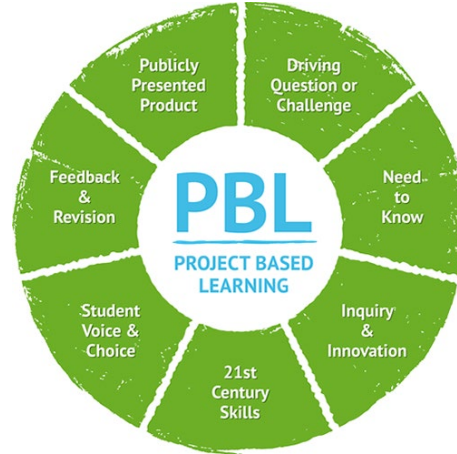 PBL
PROJECT BASED
LEARNING
Driving
Question or
Challenge
Need
to
Know
Inquiry
&
Innovation
21st
Century
Skills
Student
Voice &
Choice
Feedback
&
Revision
Publicly
Presented
Product